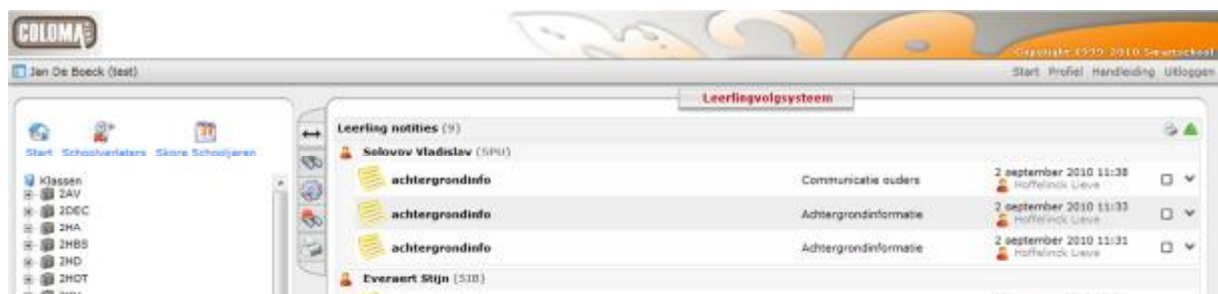 COLOMA
Copyright 1999-2010 Smartschool
Jan De Boeck (test)
Start Profiel Handleiding Uitloggen
Leerlingvolgsysteem
Start Schoolverlaters Skore Schooljaren
Klassen
2AV
2DEC
2HA
2HBS
2HD
2HOT
Leerling notities (9)
Selovov Vladislav (5PU)
achtergrondinfo Communicatie ouders 2 september 2010 11:38
Hoffelinck Lieve
achtergrondinfo Achtergrondinformatie 2 september 2010 11:33
Hoffelinck Lieve
achtergrondinfo Achtergrondinformatie 2 september 2010 11:31
Hoffelinck Lieve
Everaert Stijn (5IB)